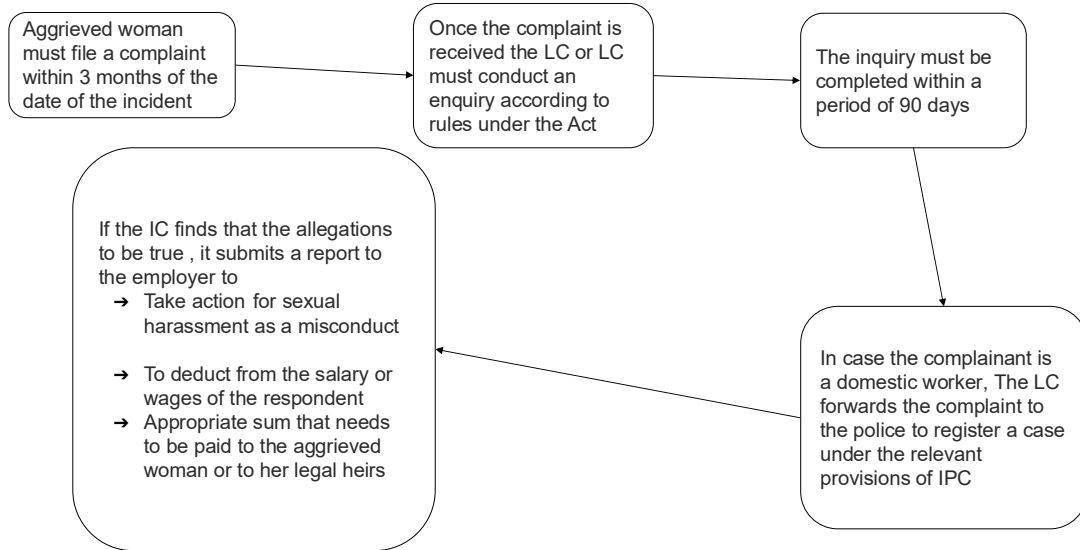 Aggrieved woman
must file a complaint
within 3 months of the
date of the incident
Once the complaint is
received the LC or LC
must conduct an
enquiry according to
rules under the Act
The inquiry must be
completed within a
period of 90 days
In case the complainant is
a domestic worker, The LC
forwards the complaint to
the police to register a case
under the relevant
provisions of IPC
If the IC finds that the allegations
to be true , it submits a report to
the employer to
➔ Take action for sexual
harassment as a misconduct
➔ To deduct from the salary or
wages of the respondent
➔ Appropriate sum that needs
to be paid to the aggrieved
woman or to her legal heirs